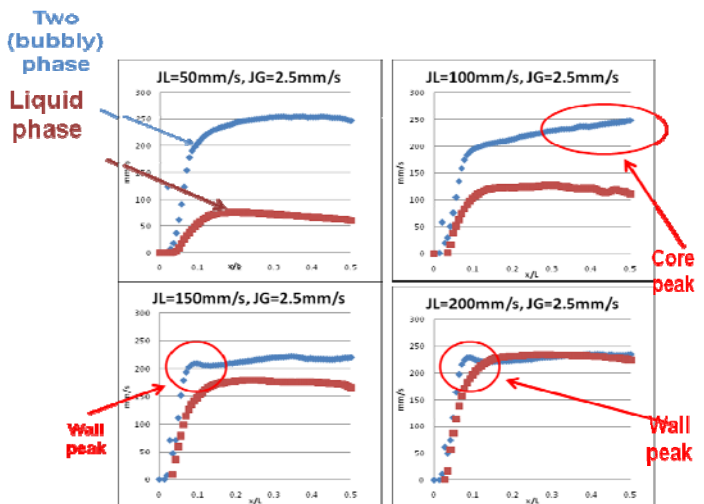 Two
(bubbly)
phase
Liquid
phase
JL=50mm/s, JG=2.5mm/s
300
250
200
150
100
50
0
mm/s
0
0.1
0.2
0.3
0.4
0.5
JL=100mm/s, JG=2.5mm/s
300
250
200
150
100
50
0
mm/s
0
0.1
0.2
0.3
0.4
0.5
x/L
Core
peak
JL=150mm/s, JG=2.5mm/s
300
250
200
150
100
50
0
mm/s
0
0.1
0.2
0.3
0.4
0.5
x/L
Wall
peak
JL=200mm/s, JG=2.5mm/s
300
250
200
150
100
50
0
mm/s
0
0.1
0.2
0.3
0.4
0.5
x/L
Wall
peak